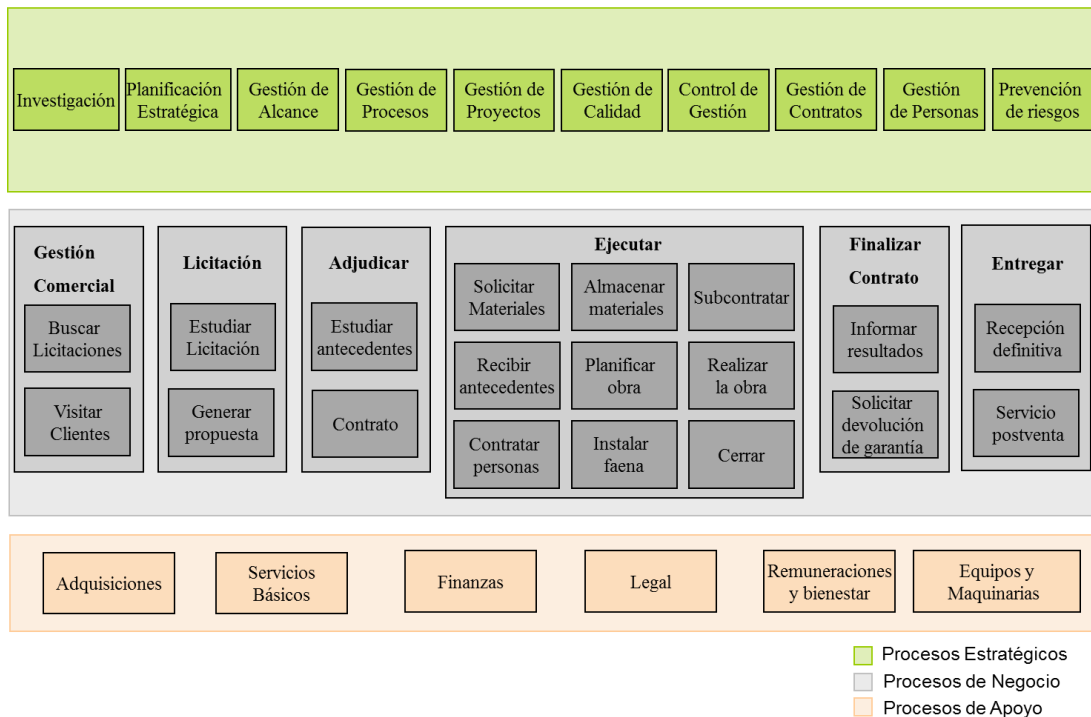 Investigación
Planificación
Estratégica
Gestión de
Alcance
Gestión de
Procesos
Gestión de
Proyectos
Gestión de
Calidad
Control de
Gestión
Gestión de
Contratos
Gestión
de Personas
Prevención
de riesgos
Gestión
Comercial
Buscar
Licitaciones
Visitar
Clientes
Licitación
Estudiar
Licitación
Generar
propuesta
Adjudicar
Estudiar
antecedentes
Contrato
Ejecutar
Solicitar
Materiales
Almacenar
materiales
Subcontratar
Recibir
antecedentes
Planificar
obra
Realizar
la obra
Contratar
personas
Instalar
faena
Cerrar
Finalizar
Contrato
Informar
resultados
Solicitar
devolución
de garantía
Entregar
Recepción
definitiva
Servicio
postventa
Adquisiciones
Servicios
Básicos
Finanzas
Legal
Remuneraciones
y bienestar
Equipos y
Maquinarias
Procesos Estratégicos
Procesos de Negocio
Procesos de Apoyo